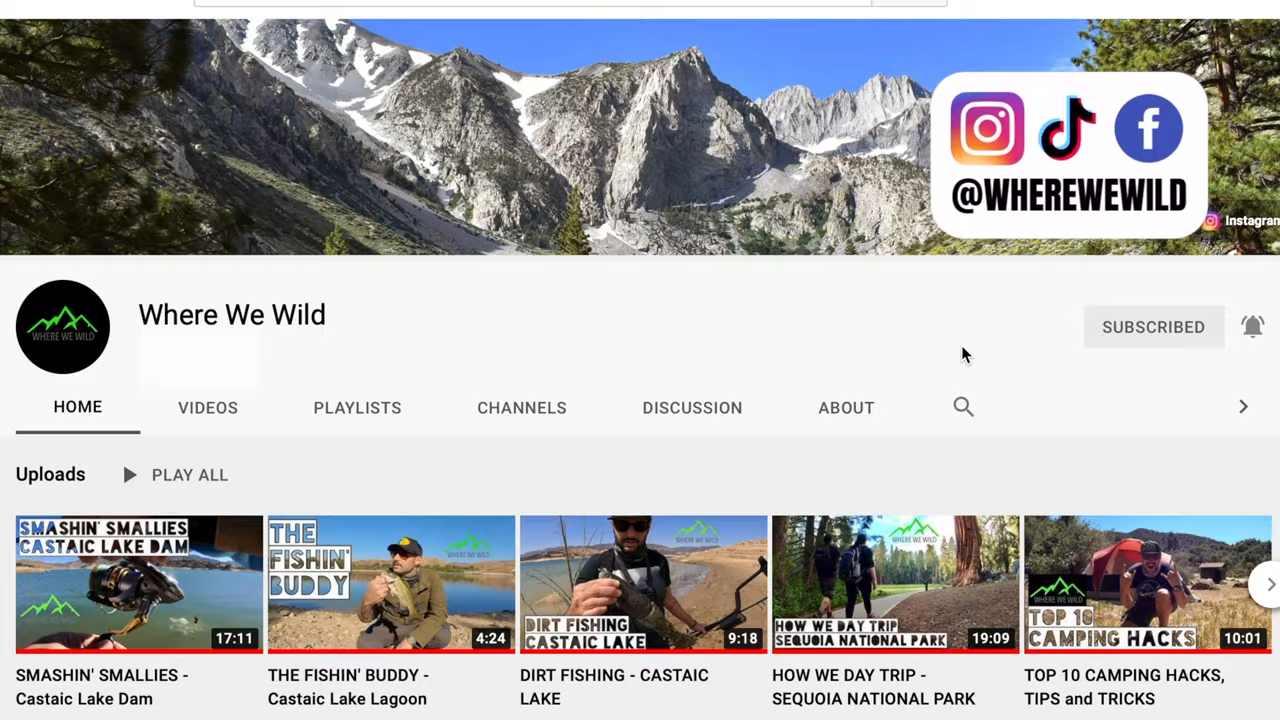 @WHEREWEWILD
Instagran
WHERE WE WILD
Where We Wild
SUBSCRIBED
HOME
VIDEOS
PLAYLISTS
CHANNELS
DISCUSSION
ABOUT
Uploads
PLAY ALL
SMASHIN' SMALLIES
CASTAIC LAKE DAM
17:11
THE
FISHIN'
BUDDY
WHERE WE WILD
4:24
WHERE WE WILD
DIRT FISHING
CASTAIC LAKE
9:18
WHERE WE WILD
HOW WE DAY TRIP
SEQUOIA NATIONAL PARK
19:09
WHERE WE WILD
TOP 10
CAMPING HACKS
10:01
SMASHIN' SMALLIES -
Castaic Lake Dam
THE FISHIN' BUDDY -
Castaic Lake Lagoon
DIRT FISHING - CASTAIC
LAKE
HOW WE DAY TRIP -
SEQUOIA NATIONAL PARK
TOP 10 CAMPING HACKS,
TIPS and TRICKS